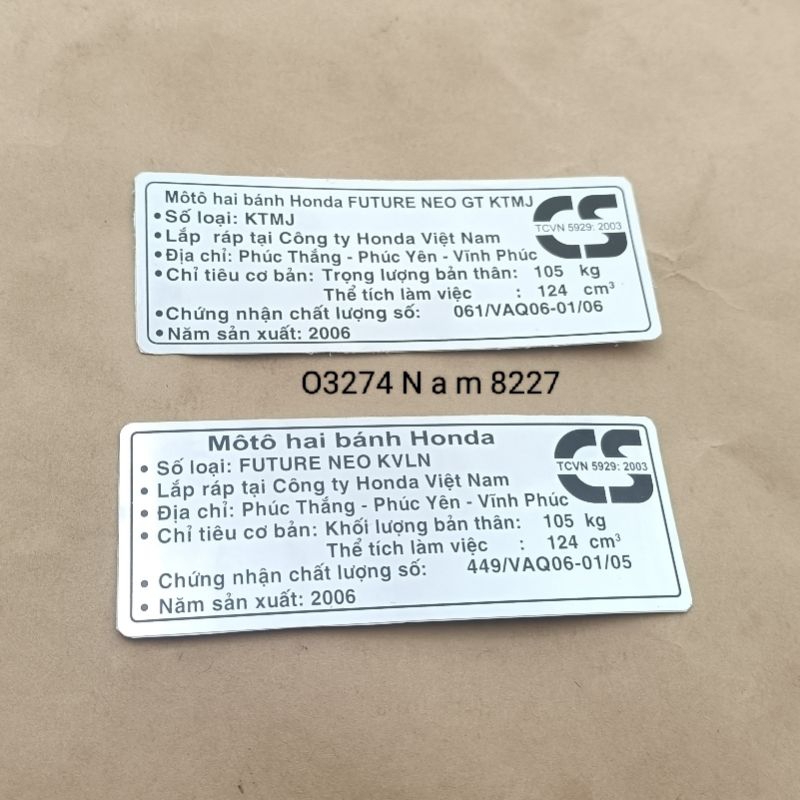 Môtô hai bánh Honda FUTURE NEO GT KTMJ
• Số loại: KTMJ
• Lắp ráp tại Công ty Honda Việt Nam
• Địa chỉ: Phúc Thắng - Phúc Yên - Vĩnh Phúc
• Chỉ tiêu cơ bản: Trọng lượng bản thân: 105 kg
Thể tích làm việc : 124 cm³
• Chứng nhận chất lượng số: 061/VAQ06-01/06
• Năm sản xuất: 2006
CS
TCVN 5929: 2003
O3274 N a m 8227
Môtô hai bánh Honda
• Số loại: FUTURE NEO KVLN
• Lắp ráp tại Công ty Honda Việt Nam
• Địa chỉ: Phúc Thắng - Phúc Yên - Vĩnh Phúc
• Chỉ tiêu cơ bản: Khối lượng bản thân: 105 kg
Thể tích làm việc : 124 cm³
• Chứng nhận chất lượng số: 449/VAQ06-01/05
• Năm sản xuất: 2006
CS
TCVN 5929: 2003